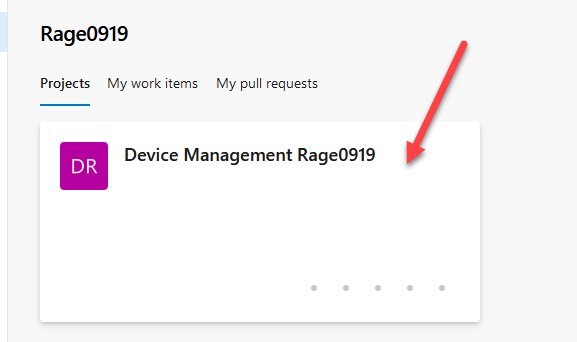 Rage0919
Projects My work items My pull requests
DR
Device Management Rage0919